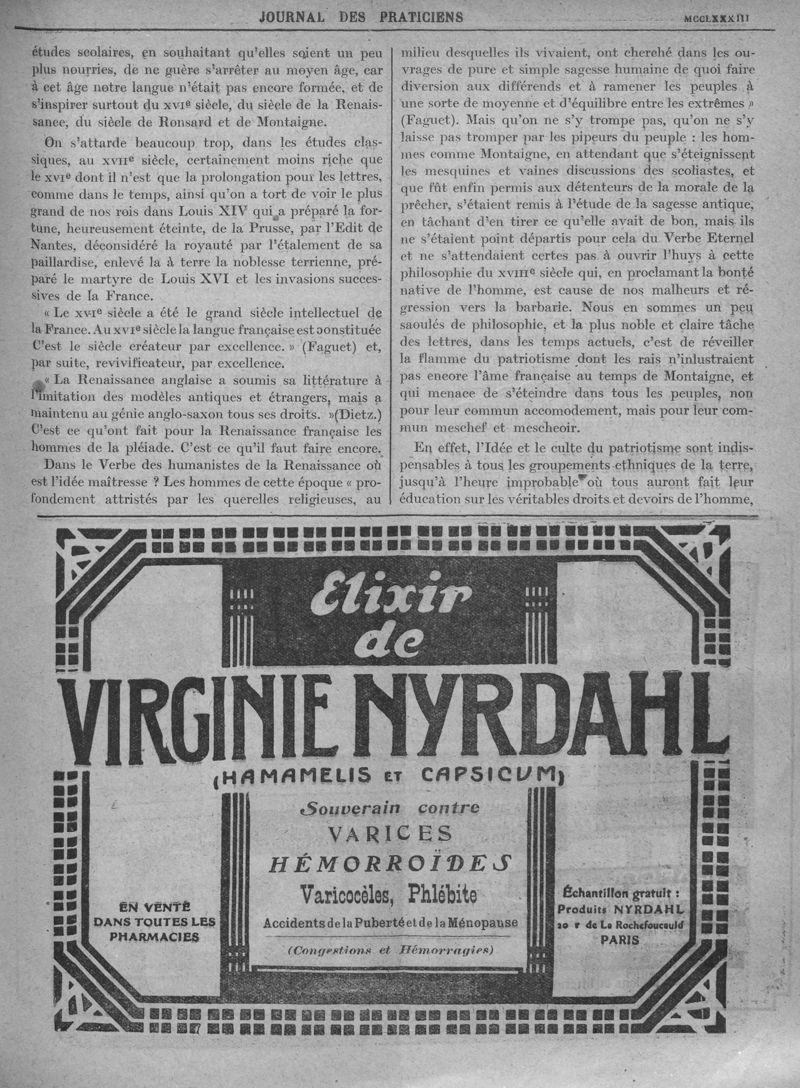 JOURNAL DES PRATICIENS
MCCLXXXIII
études scolaires, en souhaitant qu'elles soient un peu
plus nourries, de ne guère s'arrêter au moyen âge, car
à cet âge notre langue n'était pas encore formée, et de
s'inspirer surtout du XVIe siècle, du siècle de la Renais-
sance, du siècle de Ronsard et de Montaigne.
On s'attarde beaucoup trop, dans les études clas-
siques, au XVIIe siècle, certainement moins riche que
le XVIe dont il n'est que la prolongation pour les lettres,
comme dans le temps, ainsi qu'on a tort de voir le plus
grand de nos rois dans Louis XIV qui a préparé la for-
tune, heureusement éteinte, de la Prusse, par l'Edit de
Nantes, déconsidéré la royauté par l'étalement de sa
paillardise, enlevé la à terre la noblesse terrienne, pré-
paré le martyre de Louis XVI et les invasions succes-
sives de la France.
« Le XVIe siècle a été le grand siècle intellectuel de
la France. Au XVIe siècle la langue française est constituée
C'est le siècle créateur par excellence. » (Faguet) et,
par suite, revivificateur, par excellence.
« La Renaissance anglaise a soumis sa littérature à
l'imitation des modèles antiques et étrangers, mais a
maintenu au génie anglo-saxon tous ses droits. »(Dietz.)
C'est ce qu'ont fait pour la Renaissance française les
hommes de la pléiade. C'est ce qu'il faut faire encore.
Dans le Verbe des humanistes de la Renaissance où
est l'idée maîtresse ? Les hommes de cette époque « pro-
fondement attristés par les querelles religieuses, au
milieu desquelles ils vivaient, ont cherché dans les ou-
vrages de pure et simple sagesse humaine de quoi faire
diversion aux différends et à ramener les peuples à
une sorte de moyenne et d'équilibre entre les extrêmes »
(Faguet). Mais qu'on ne s'y trompe pas, qu'on ne s'y
laisse pas tromper par les pipeurs du peuple : les hom-
mes comme Montaigne, en attendant que s'éteignissent
les mesquines et vaines discussions des scoliastes, et
que fût enfin permis aux détenteurs de la morale de la
prêcher, s'étaient remis à l'étude de la sagesse antique,
en tâchant d'en tirer ce qu'elle avait de bon, mais ils
ne s'étaient point départis pour cela du Verbe Eternel
et ne s'attendaient certes pas à ouvrir l'huys à cette
philosophie du XVIIIe siècle qui, en proclamant la bonté
native de l'homme, est cause de nos malheurs et ré-
gression vers la barbarie. Nous en sommes un peu
saoulés de philosophie, et la plus noble et claire tâche
des lettres, dans les temps actuels, c'est de réveiller
la flamme du patriotisme dont les rais n'inlustraient
pas encore l'âme française au temps de Montaigne, et
qui menace de s'éteindre dans tous les peuples, non
pour leur commun accomodement, mais pour leur com-
mun meschef et mescheoir.
En effet, l'Idée et le culte du patriotisme sont indis-
pensables à tous les groupements ethniques de la terre,
jusqu'à l'heure improbable où tous auront fait leur
éducation sur les véritables droits et devoirs de l'homme,
Elixir
de
VIRGINIE NYRDAHL
(HAMAMELIS ET CAPSICUM)
Souverain contre
VARICES
HÉMORROÏDES
Varicocèles, Phlébite
Accidents de la Puberté et de la Ménopause
(Congestions et Hémorragies)
EN VENTE
DANS TOUTES LES
PHARMACIES
Échantillon gratuit :
Produits NYRDAHL
20 r de La Rochefoucauld
PARIS